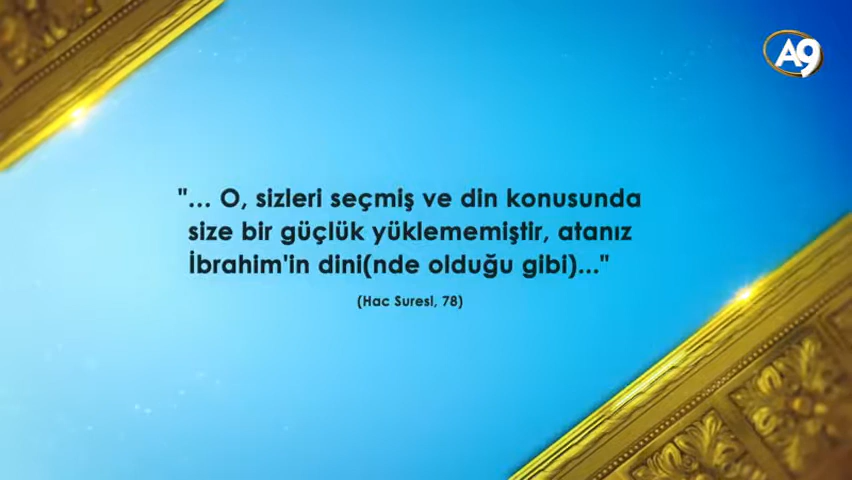 A9
"... O, sizleri seçmiş ve din konusunda
size bir güçlük yüklememiştir, atanız
İbrahim'in dini(nde olduğu gibi)..."
(Hac Suresi, 78)